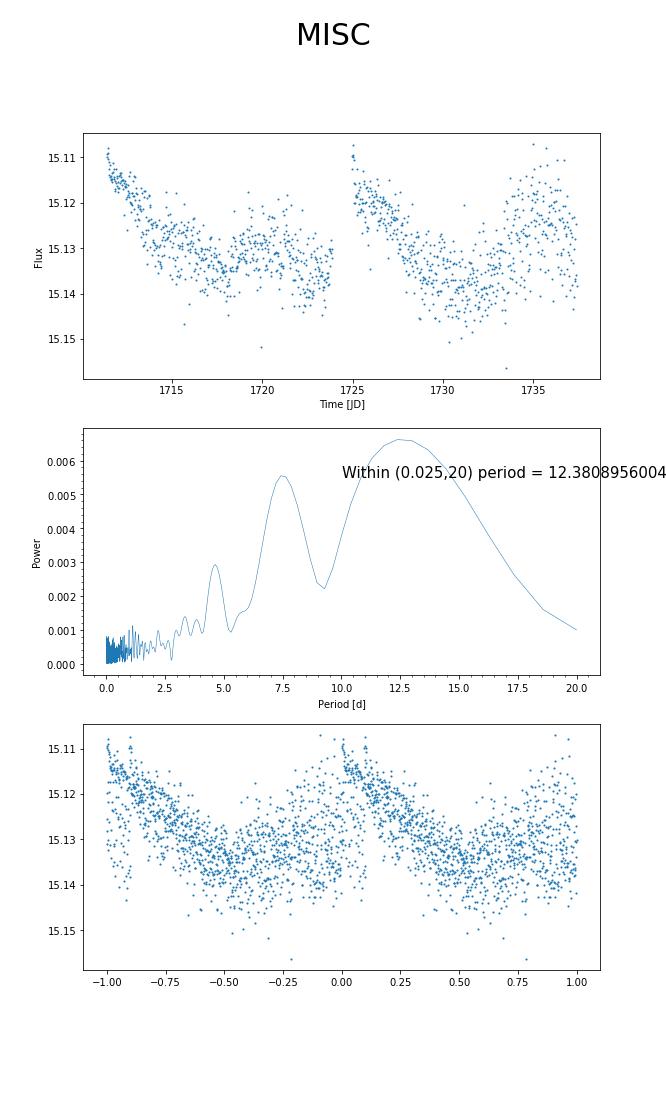 MISC
15.11
15.12
15.13
15.14
15.15
Flux
1715 1720 1725 1730 1735
Time [JD]
0.006
0.005
0.004
0.003
0.002
0.001
0.000
Power
Within (0.025,20) period = 12.3808956004
0.0 2.5 5.0 7.5 10.0 12.5 15.0 17.5 20.0
Period [d]
15.11
15.12
15.13
15.14
15.15
−1.00 −0.75 −0.50 −0.25 0.00 0.25 0.50 0.75 1.00